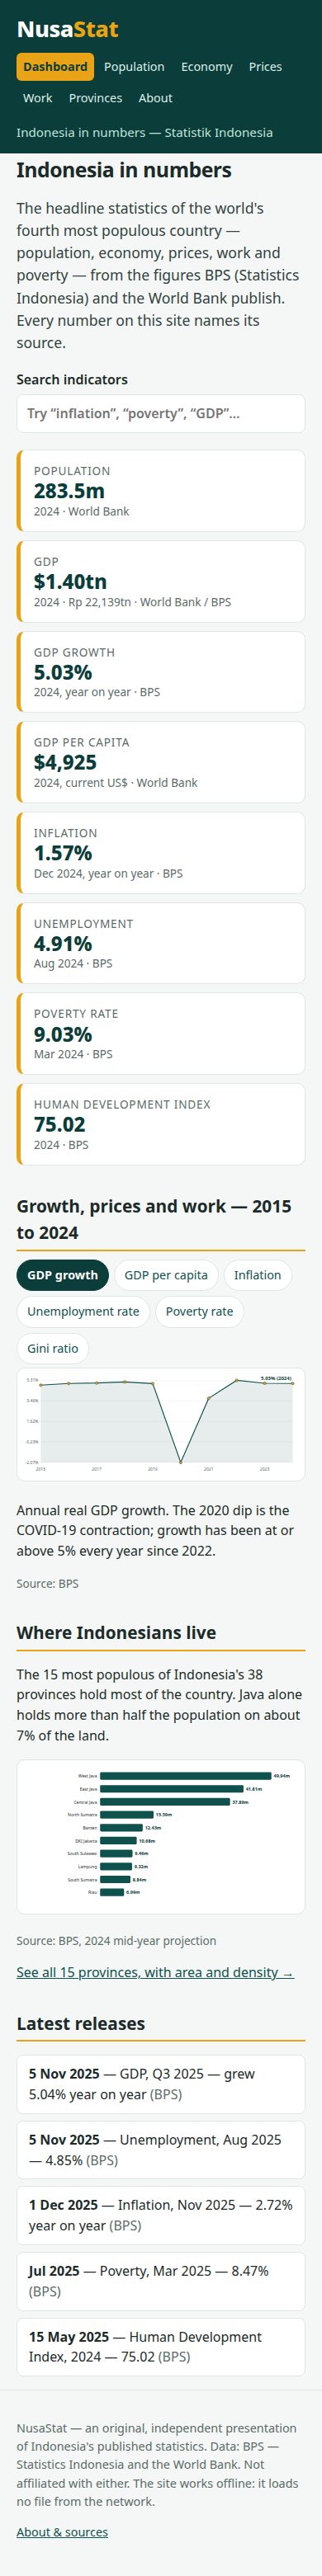 NusaStat
Dashboard Population Economy Prices
Work Provinces About
Indonesia in numbers — Statistik Indonesia
Indonesia in numbers
The headline statistics of the world's
fourth most populous country —
population, economy, prices, work and
poverty — from the figures BPS (Statistics
Indonesia) and the World Bank publish.
Every number on this site names its
source.
Search indicators
Try “inflation”, “poverty”, “GDP”…
POPULATION
283.5m
2024 · World Bank
GDP
$1.40tn
2024 · Rp 22,139tn · World Bank / BPS
GDP GROWTH
5.03%
2024, year on year · BPS
GDP PER CAPITA
$4,925
2024, current US$ · World Bank
INFLATION
1.57%
Dec 2024, year on year · BPS
UNEMPLOYMENT
4.91%
Aug 2024 · BPS
POVERTY RATE
9.03%
Mar 2024 · BPS
HUMAN DEVELOPMENT INDEX
75.02
2024 · BPS
Growth, prices and work — 2015
to 2024
GDP growth GDP per capita Inflation
Unemployment rate Poverty rate
Gini ratio
5.31%
5.03% (2024)
2015 2017 2019 2021 2023
Annual real GDP growth. The 2020 dip is the
COVID-19 contraction; growth has been at or
above 5% every year since 2022.
Source: BPS
Where Indonesians live
The 15 most populous of Indonesia's 38
provinces hold most of the country. Java alone
holds more than half the population on about
7% of the land.
West Java
East Java 41.81m
Central Java
North Sumatra
Banten 12.43m
DKI Jakarta
South Sulawesi
Lampung
South Sumatra
Riau
Source: BPS, 2024 mid-year projection
See all 15 provinces, with area and density →
Latest releases
5 Nov 2025 — GDP, Q3 2025 — grew
5.04% year on year (BPS)
5 Nov 2025 — Unemployment, Aug 2025
— 4.85% (BPS)
1 Dec 2025 — Inflation, Nov 2025 — 2.72%
year on year (BPS)
Jul 2025 — Poverty, Mar 2025 — 8.47%
(BPS)
15 May 2025 — Human Development
Index, 2024 — 75.02 (BPS)
NusaStat — an original, independent presentation
of Indonesia's published statistics. Data: BPS —
Statistics Indonesia and the World Bank. Not
affiliated with either. The site works offline: it loads
no file from the network.
About & sources